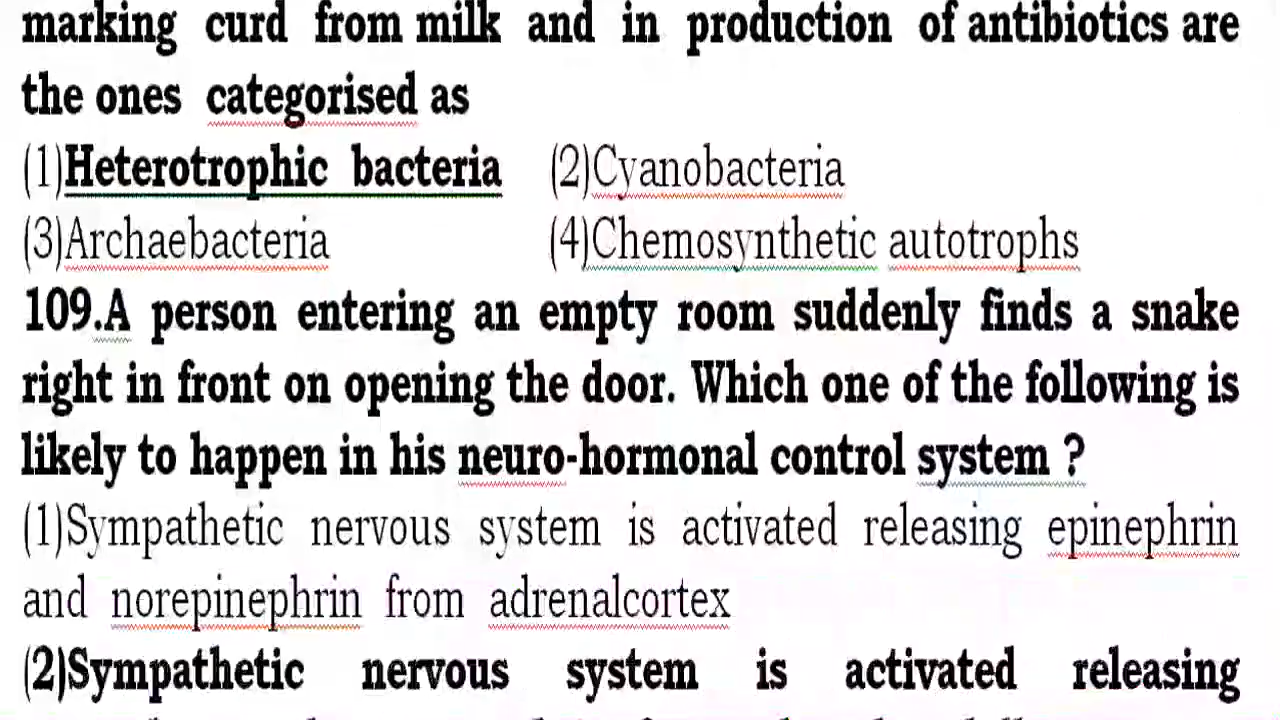 marking curd from milk and in production of antibiotics are
the ones categorised as
(1)Heterotrophic bacteria (2)Cyanobacteria
(3)Archaebacteria (4)Chemosynthetic autotrophs
109.A person entering an empty room suddenly finds a snake
right in front on opening the door. Which one of the following is
likely to happen in his neuro-hormonal control system ?
(1)Sympathetic nervous system is activated releasing epinephrin
and norepinephrin from adrenalcortex
(2)Sympathetic nervous system is activated releasing